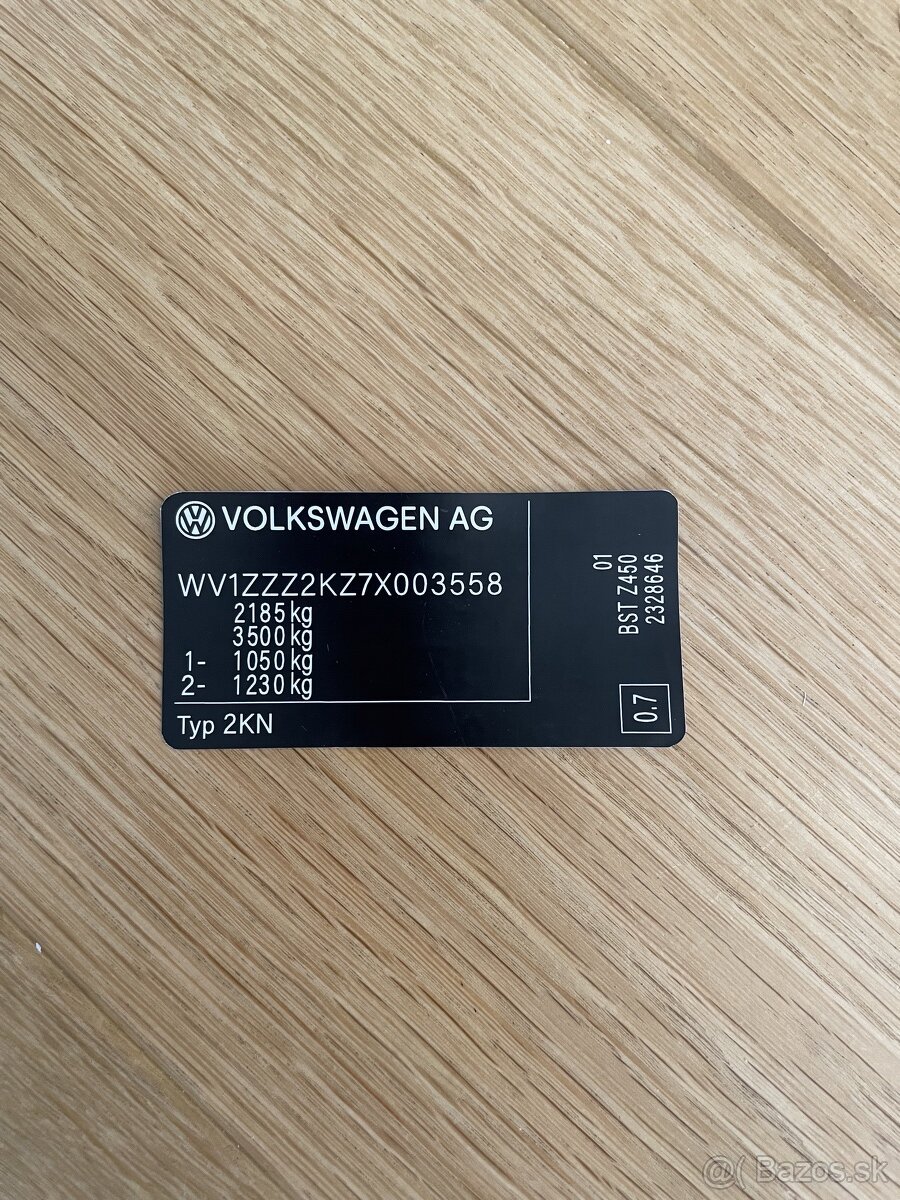 VOLKSWAGEN AG
WV1ZZZ2KZ7X003558
2185 kg
3500 kg
1- 1050 kg
2- 1230 kg
Typ 2KN
01
BST Z450
2328646
0.7
@( Bazos.sk